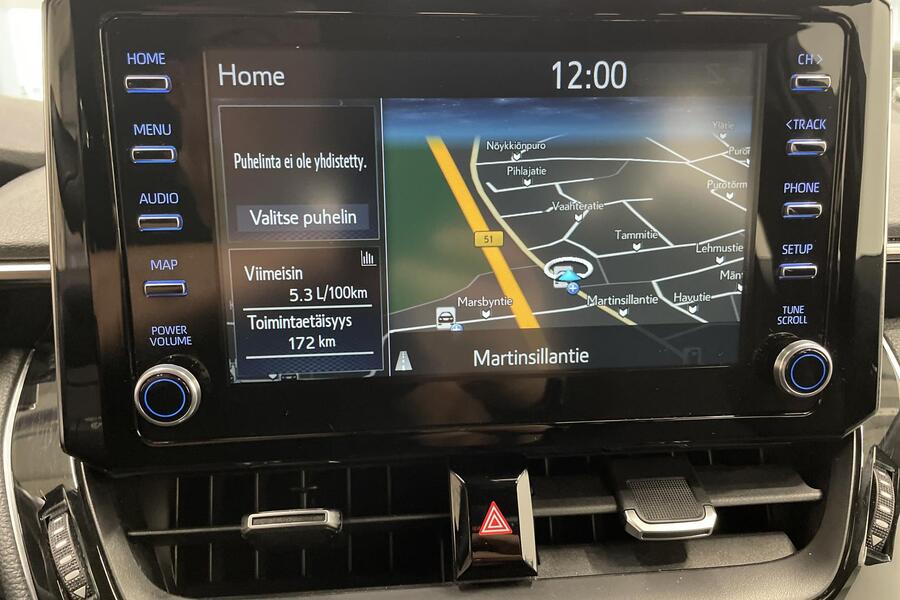 HOME
MENU
AUDIO
MAP
POWER
VOLUME
Home
12:00
Puhelinta ei ole yhdistetty.
Valitse puhelin
Viimeisin
5.3 L/100km
Toimintaetäisyys
172 km
Nöykkiönpuro
Pihlajatie
Vaahteratie
Tammitie
Lehmustie
Ylätie
51
Marsbyntie
Martinsillantie
Havutie
Martinsillantie
CH>
<TRACK
PHONE
SETUP
TUNE
SCROLL